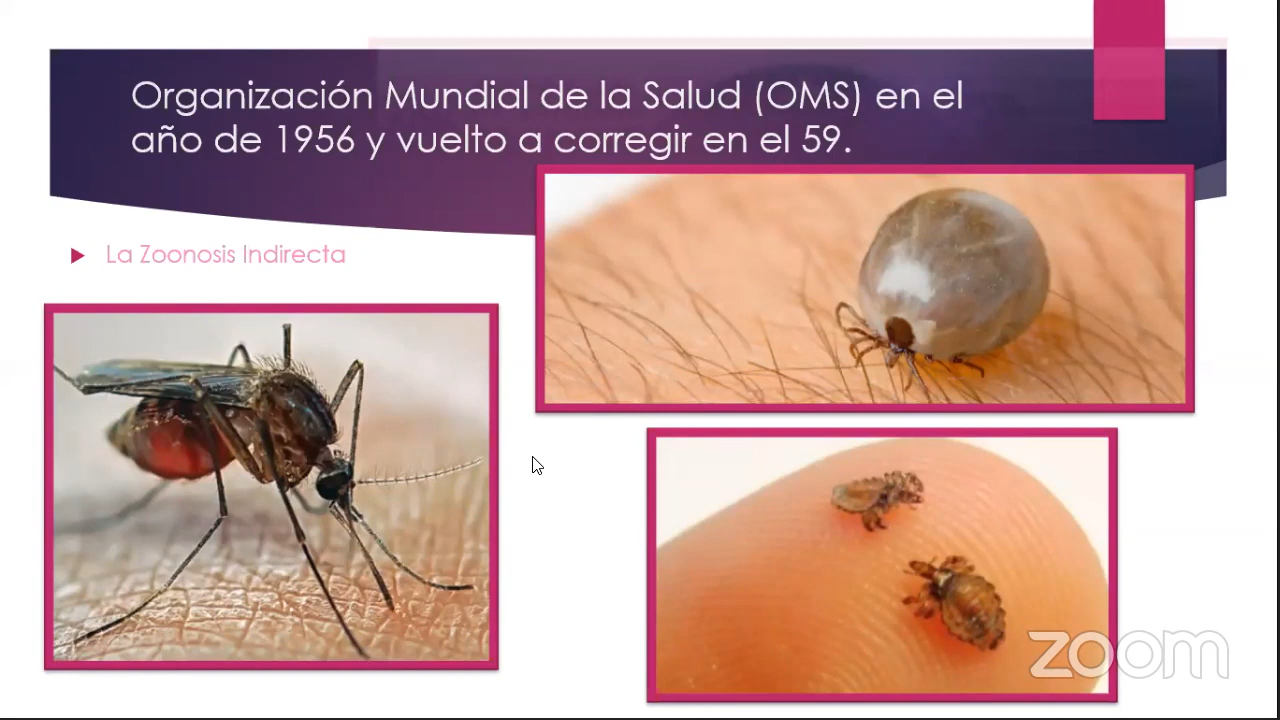 Organización Mundial de la Salud (OMS) en el
año de 1956 y vuelto a corregir en el 59.
La Zoonosis Indirecta
zoom